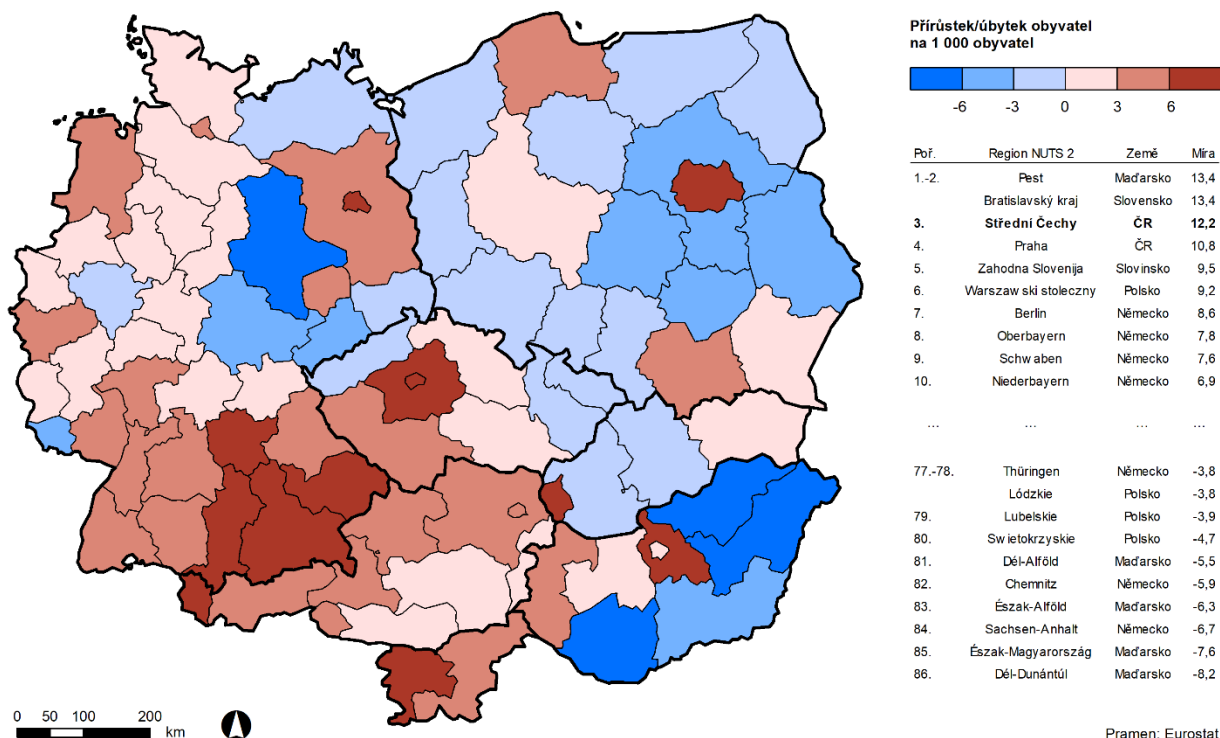 Přírůstek/úbytek obyvatel
na 1 000 obyvatel
-6 -3 0 3 6
Poř. Region NUTS 2 Země Míra
1.-2. Pest Maďarsko 13,4
Bratislavský kraj Slovensko 13,4
3. Střední Čechy ČR 12,2
4. Praha ČR 10,8
5. Zahodna Slovenija Slovinsko 9,5
6. Warszawski stoleczny Polsko 9,2
7. Berlin Německo 8,6
8. Oberbayern Německo 7,8
9. Schwaben Německo 7,6
10. Niederbayern Německo 6,9
... ... ... ...
77.-78. Thüringen Německo -3,8
Lódzkie Polsko -3,8
79. Lubelskie Polsko -3,9
80. Swietokrzyskie Polsko -4,7
81. Dél-Alföld Maďarsko -5,5
82. Chemnitz Německo -5,9
83. Észak-Alföld Maďarsko -6,3
84. Sachsen-Anhalt Německo -6,7
85. Észak-Magyarország Maďarsko -7,6
86. Dél-Dunántúl Maďarsko -8,2
0 50 100 200
km
Pramen: Eurostat